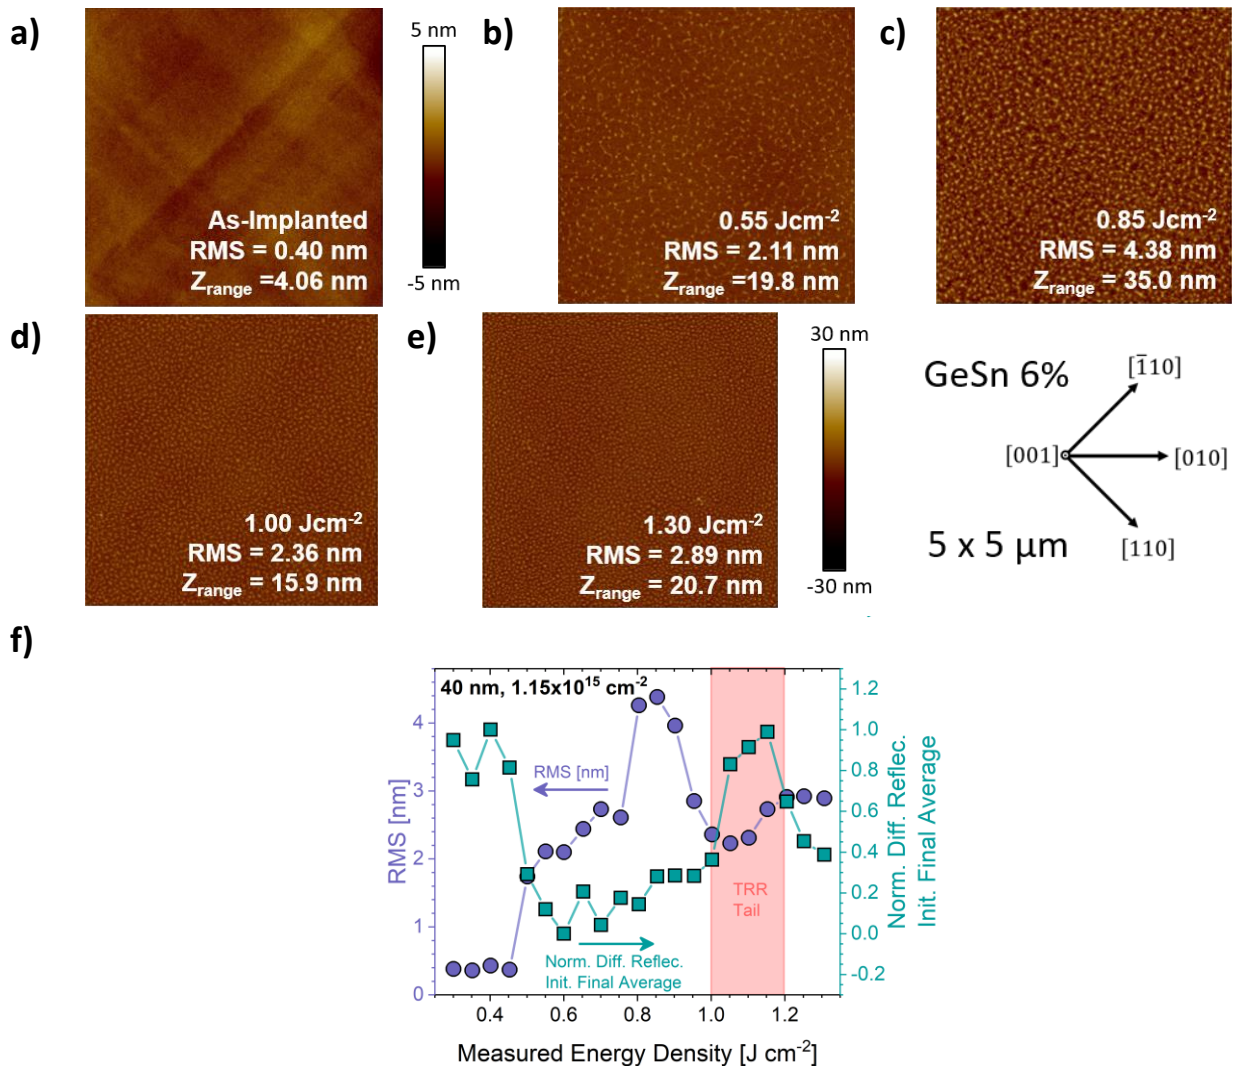 a)
As-Implanted
RMS = 0.40 nm
Zrange =4.06 nm
5 nm
-5 nm
b)
0.55 Jcm-2
RMS = 2.11 nm
Zrange =19.8 nm
c)
0.85 Jcm-2
RMS = 4.38 nm
Zrange = 35.0 nm
d)
1.00 Jcm-2
RMS = 2.36 nm
Zrange = 15.9 nm
e)
1.30 Jcm-2
RMS = 2.89 nm
Zrange = 20.7 nm
30 nm
-30 nm
GeSn 6%
[1̅10]
[001]
[010]
[110]
5 x 5 µm
f)
40 nm, 1.15x10^15 cm-2
RMS [nm]
4
3
2
1
0
RMS [nm]
Norm. Diff. Reflec.
Init. Final Average
TRR
Tail
1.2
1.0
0.8
0.6
0.4
0.2
0.0
-0.2
Norm. Diff. Reflec.
Init. Final Average
0.4
0.6
0.8
1.0
1.2
Measured Energy Density [J cm-2]